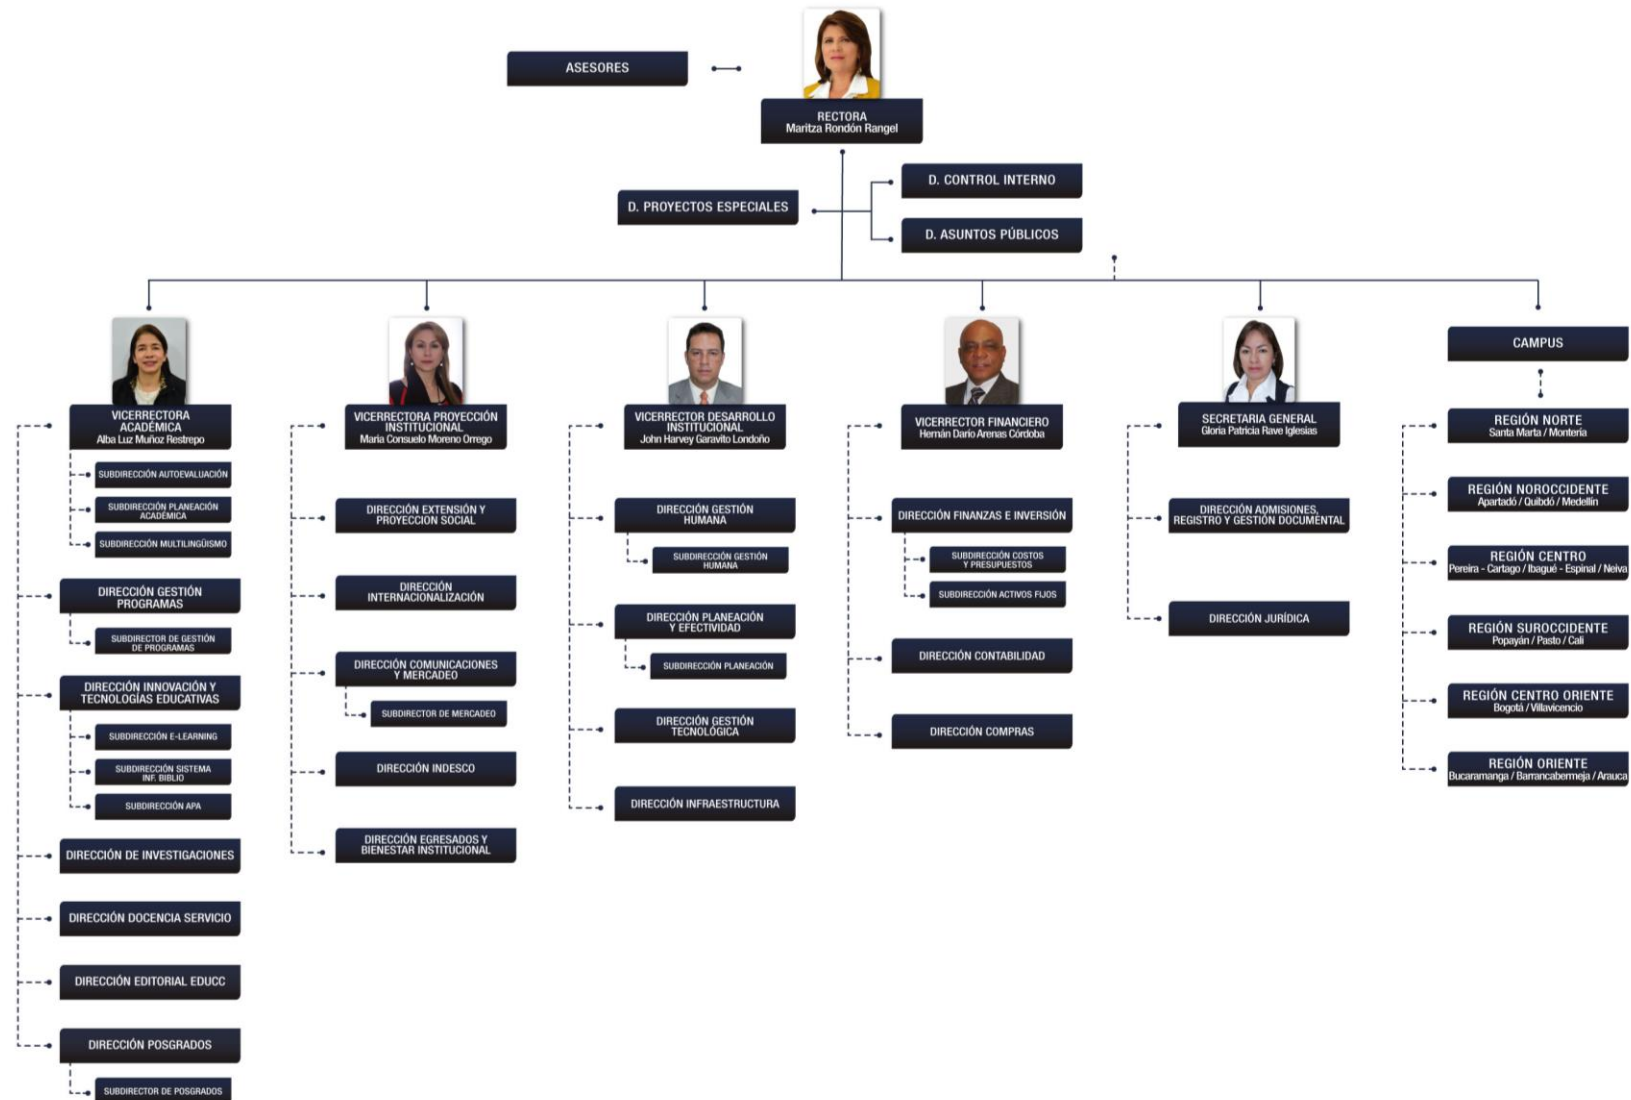 ASESORES
RECTORA
Maritza Rondón Rangel
D. PROYECTOS ESPECIALES
D. CONTROL INTERNO
D. ASUNTOS PÚBLICOS
VICERRECTORA
ACADÉMICA
Alba Luz Muñoz Restrepo
SUBDIRECCIÓN AUTOEVALUACIÓN
SUBDIRECCIÓN PLANEACIÓN
ACADÉMICA
SUBDIRECCIÓN MULTILINGÜISMO
DIRECCIÓN GESTIÓN
PROGRAMAS
SUBDIRECTOR DE GESTIÓN
DE PROGRAMAS
DIRECCIÓN INNOVACIÓN Y
TECNOLOGÍAS EDUCATIVAS
SUBDIRECCIÓN E-LEARNING
SUBDIRECCIÓN SISTEMA
INF. BIBLIO
SUBDIRECCIÓN APA
DIRECCIÓN DE INVESTIGACIONES
DIRECCIÓN DOCENCIA SERVICIO
DIRECCIÓN EDITORIAL EDUCC
DIRECCIÓN POSGRADOS
SUBDIRECTOR DE POSGRADOS
VICERRECTORA PROYECCIÓN
INSTITUCIONAL
Maria Consuelo Moreno Orrego
DIRECCIÓN EXTENSIÓN Y
PROYECCION SOCIAL
DIRECCIÓN
INTERNACIONALIZACIÓN
DIRECCIÓN COMUNICACIONES
Y MERCADEO
SUBDIRECTOR DE MERCADEO
DIRECCIÓN INDESCO
DIRECCIÓN EGRESADOS Y
BIENESTAR INSTITUCIONAL
VICERRECTOR DESARROLLO
INSTITUCIONAL
John Harvey Garavito Londoño
DIRECCIÓN GESTIÓN
HUMANA
SUBDIRECCIÓN GESTIÓN
HUMANA
DIRECCIÓN PLANEACIÓN
Y EFECTIVIDAD
SUBDIRECCIÓN PLANEACIÓN
DIRECCIÓN GESTIÓN
TECNOLÓGICA
DIRECCIÓN INFRAESTRUCTURA
VICERRECTOR FINANCIERO
Hernán Darío Arenas Córdoba
DIRECCIÓN FINANZAS E INVERSIÓN
SUBDIRECCIÓN COSTOS
Y PRESUPUESTOS
SUBDIRECCIÓN ACTIVOS FIJOS
DIRECCIÓN CONTABILIDAD
DIRECCIÓN COMPRAS
SECRETARIA GENERAL
Gloria Patricia Rave Iglesias
DIRECCIÓN ADMISIONES,
REGISTRO Y GESTIÓN DOCUMENTAL
DIRECCIÓN JURÍDICA
CAMPUS
REGIÓN NORTE
Santa Marta / Montería
REGIÓN NOROCCIDENTE
Apartadó / Quibdó / Medellín
REGIÓN CENTRO
Pereira - Cartago / Ibagué - Espinal / Neiva
REGIÓN SUROCCIDENTE
Popayán / Pasto / Cali
REGIÓN CENTRO ORIENTE
Bogotá / Villavicencio
REGIÓN ORIENTE
Bucaramanga / Barrancabermeja / Arauca